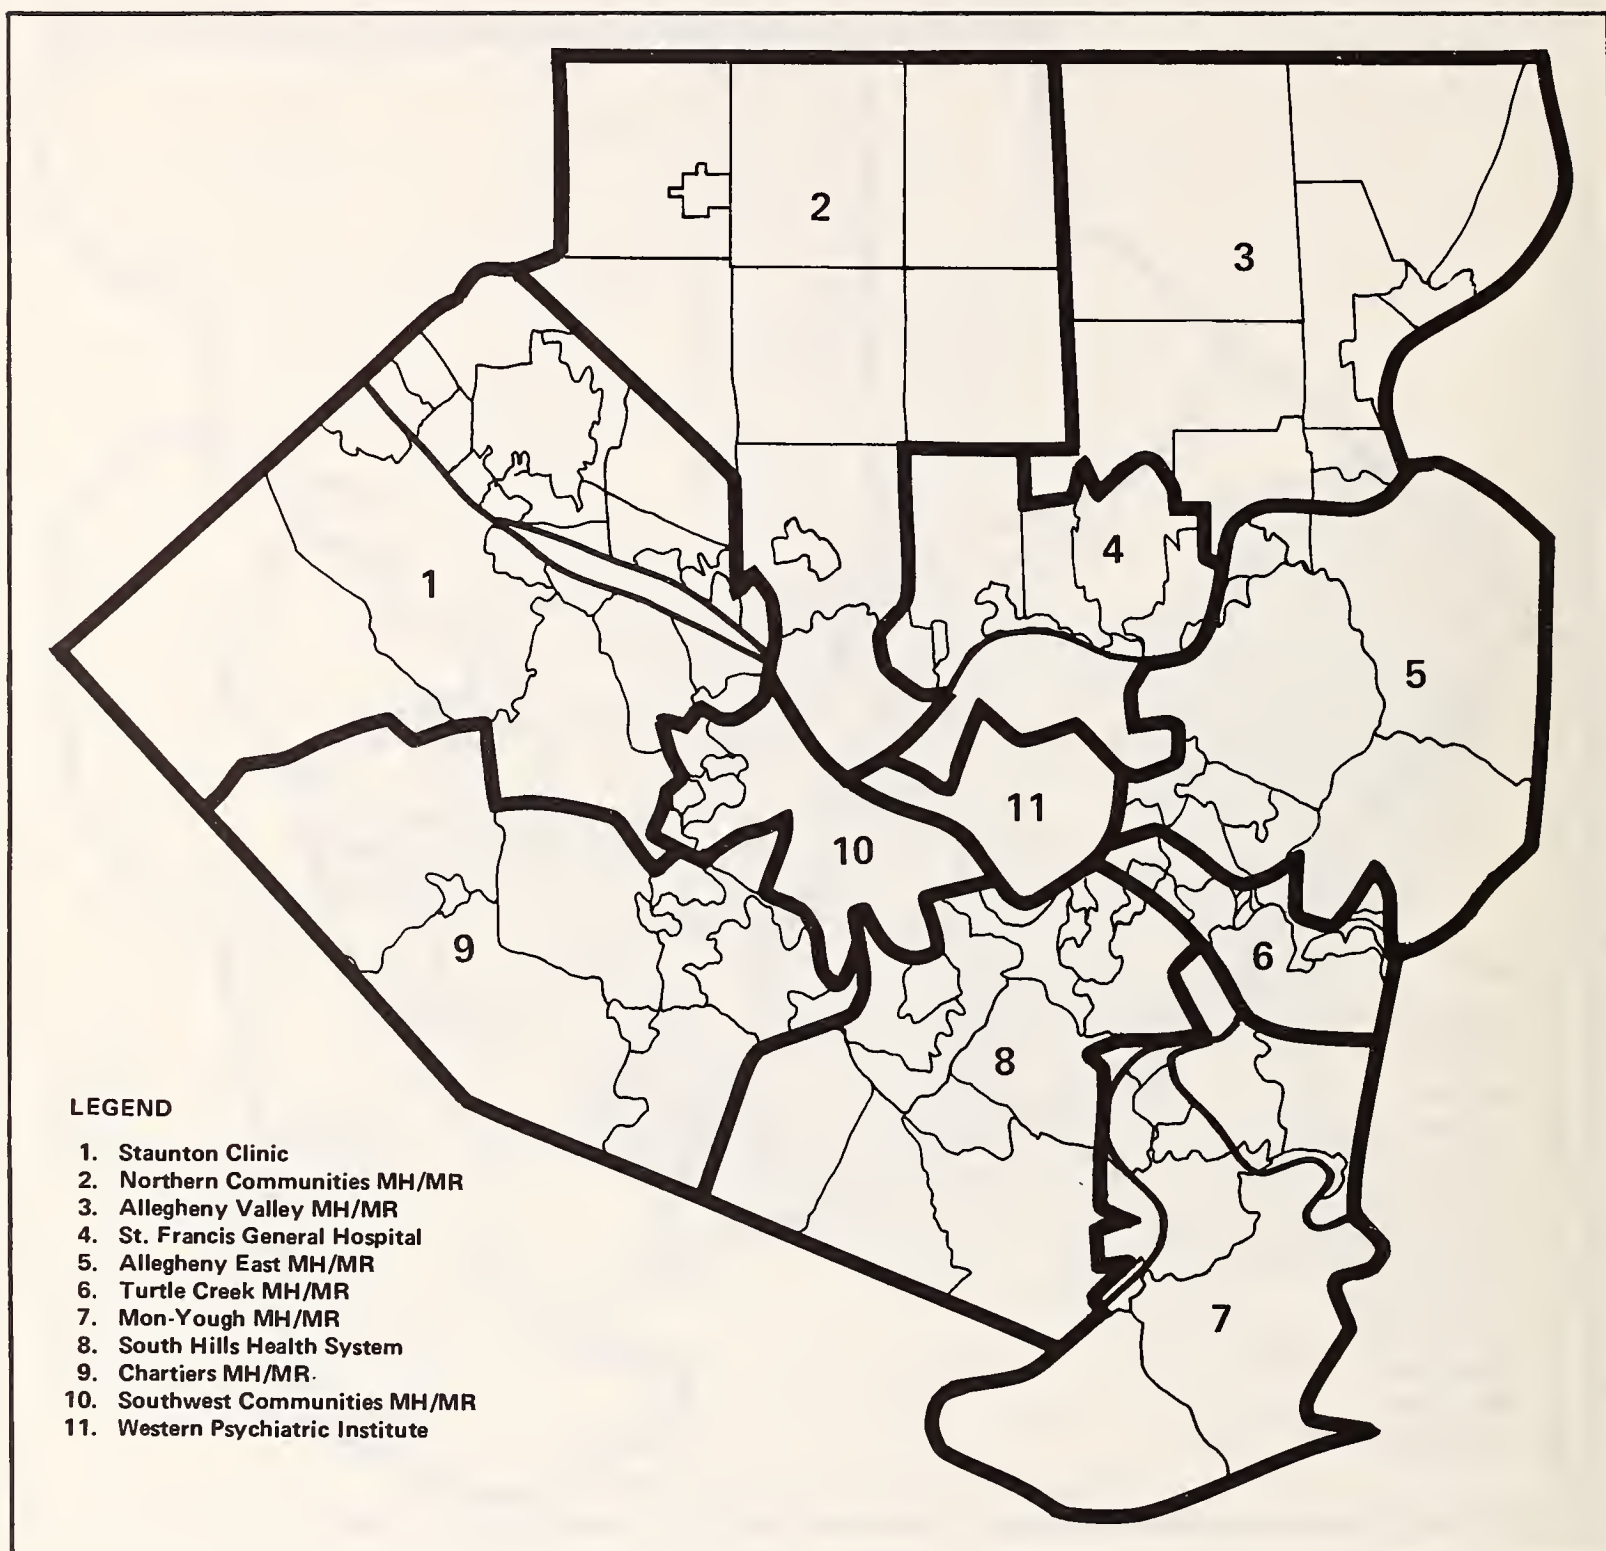 2
3
4
1
5
11
10
9
6
8
7
LEGEND
1. Staunton Clinic
2. Northern Communities MH/MR
3. Allegheny Valley MH/MR
4. St. Francis General Hospital
5. Allegheny East MH/MR
6. Turtle Creek MH/MR
7. Mon-Yough MH/MR
8. South Hills Health System
9. Chartiers MH/MR.
10. Southwest Communities MH/MR
11. Western Psychiatric Institute